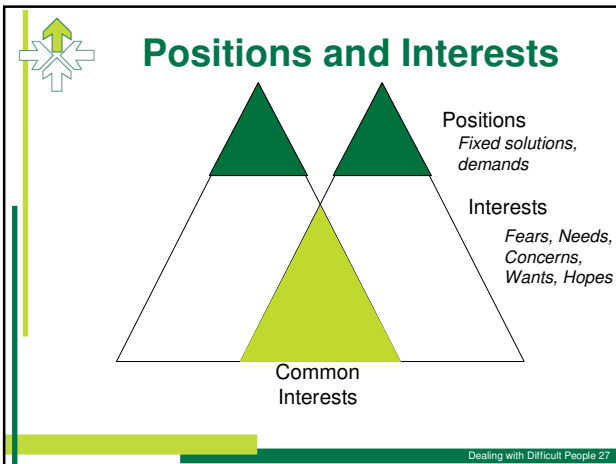 Positions and Interests
Positions
Fixed solutions,
demands
Interests
Fears, Needs,
Concerns,
Wants, Hopes
Common
Interests
Dealing with Difficult People 27